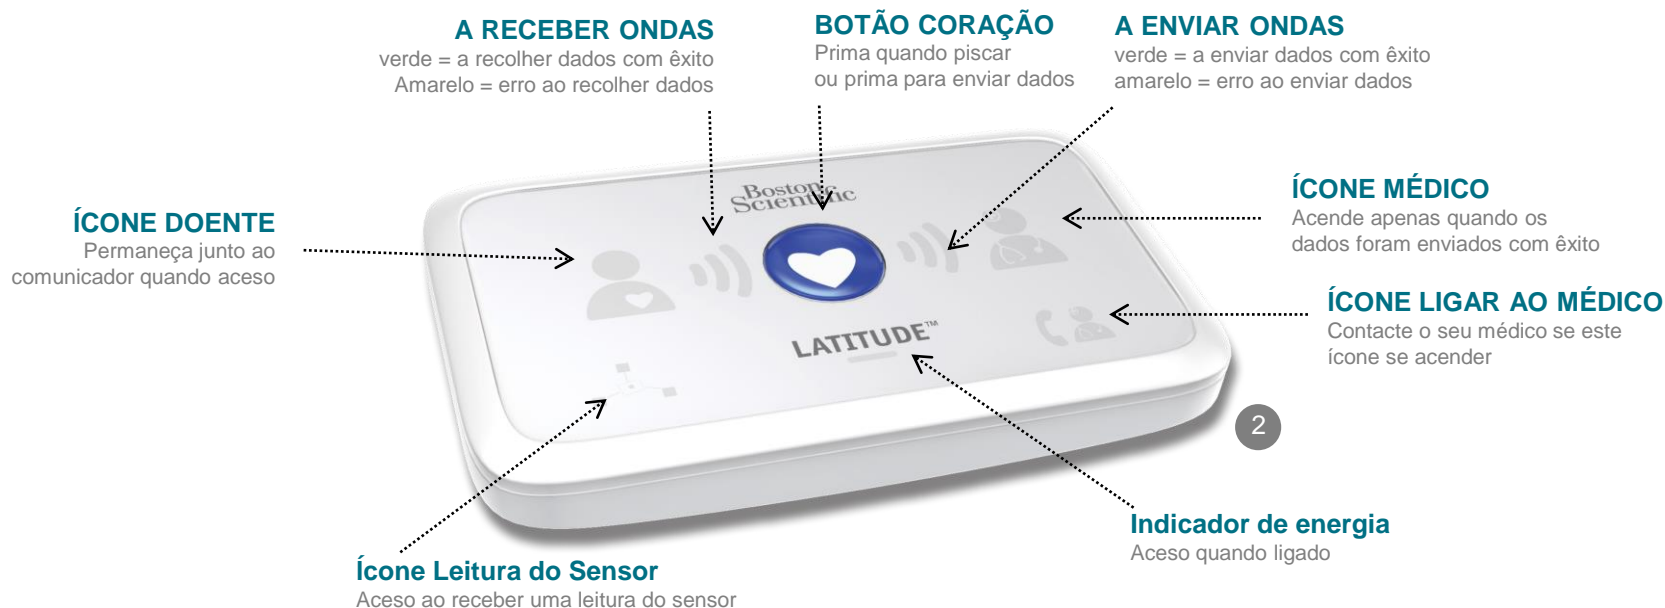 A RECEBER ONDAS
verde = a recolher dados com êxito
Amarelo = erro ao recolher dados
BOTÃO CORAÇÃO
Prima quando piscar
ou prima para enviar dados
A ENVIAR ONDAS
verde = a enviar dados com êxito
amarelo = erro ao enviar dados
ÍCONE DOENTE
Permaneça junto ao
comunicador quando aceso
Boston
Scientific
ÍCONE MÉDICO
Acende apenas quando os
dados foram enviados com êxito
LATITUDE™
ÍCONE LIGAR AO MÉDICO
Contacte o seu médico se este
ícone se acender
2
Indicador de energia
Aceso quando ligado
Ícone Leitura do Sensor
Aceso ao receber uma leitura do sensor